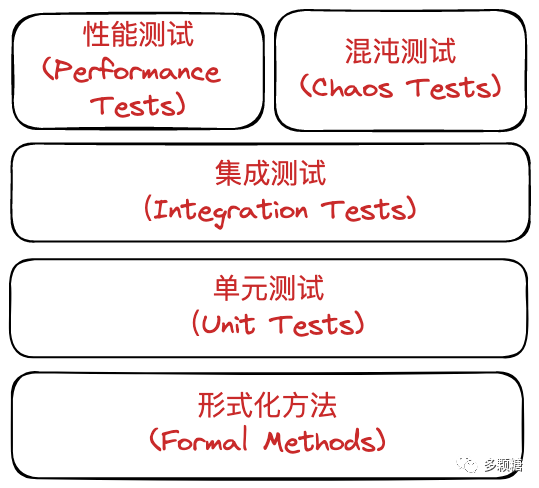 性能测试
(Performance
Tests)
混沌测试
(Chaos Tests)
集成测试
(Integration Tests)
单元测试
(Unit Tests)
形式化方法
(Formal Methods)
多颗糖